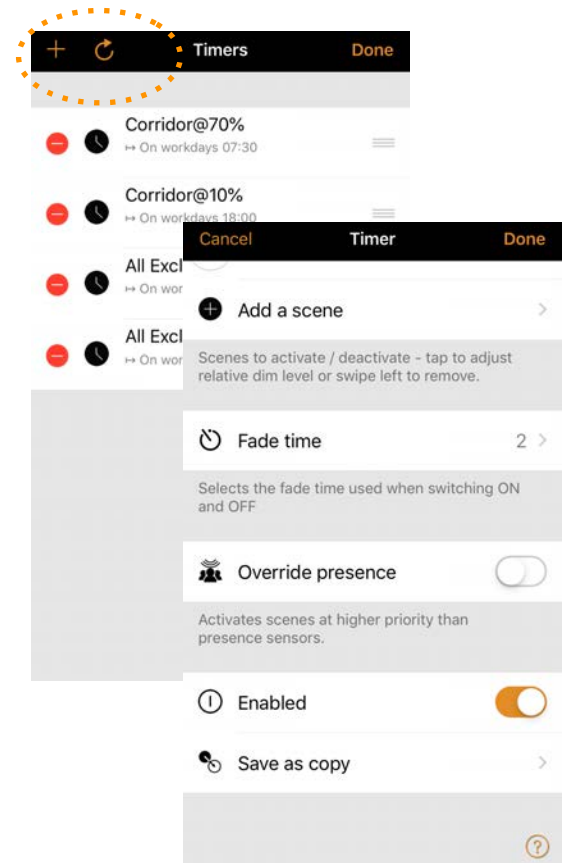 Timers
Done
Corridor@70%
↦ On workdays 07:30
Corridor@10%
↦ On workdays 18:00
All Excl
↦ On wor
All Excl
↦ On wor
Cancel
Timer
Done
Add a scene
Scenes to activate / deactivate - tap to adjust
relative dim level or swipe left to remove.
Fade time
2
Selects the fade time used when switching ON
and OFF
Override presence
Activates scenes at higher priority than
presence sensors.
Enabled
Save as copy
?